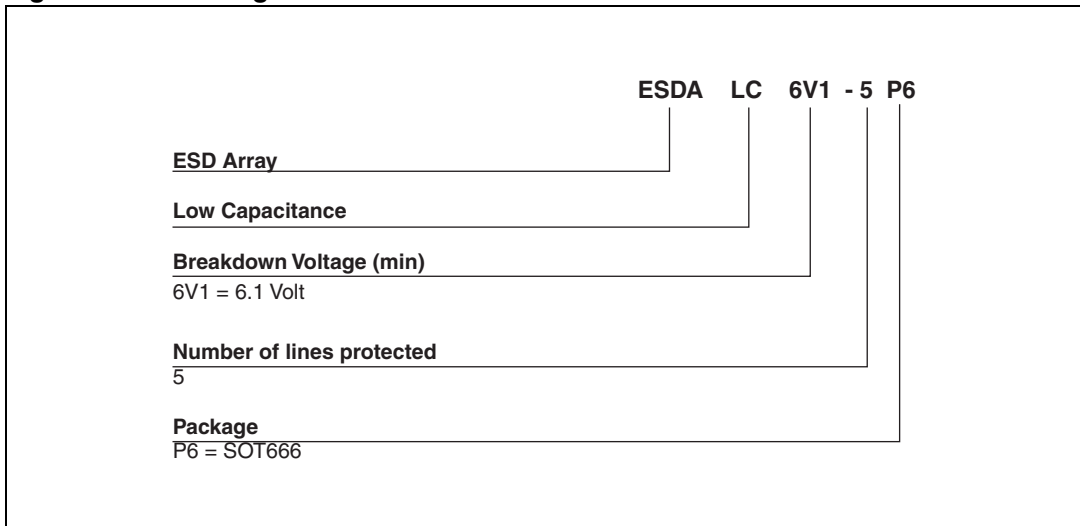 ESDA LC 6V1 - 5 P6
ESD Array
Low Capacitance
Breakdown Voltage (min)
6V1 = 6.1 Volt
Number of lines protected
5
Package
P6 = SOT666